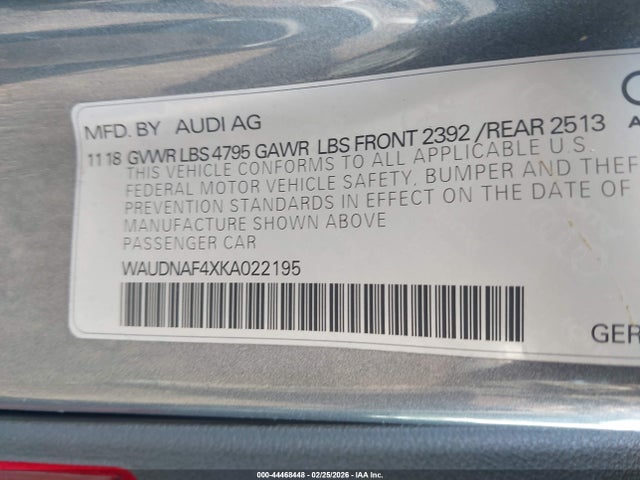 MFD. BY AUDI AG
11 18 GVWR LBS 4795 GAWR LBS FRONT 2392 / REAR 2513
THIS VEHICLE CONFORMS TO ALL APPLICABLE U.S.
FEDERAL MOTOR VEHICLE SAFETY, BUMPER AND THEF
PREVENTION STANDARDS IN EFFECT ON THE DATE OF
MANUFACTURE SHOWN ABOVE
PASSENGER CAR
WAUDNAF4XKA022195
GER
000-44468448 - 02/25/2026 - IAA Inc.